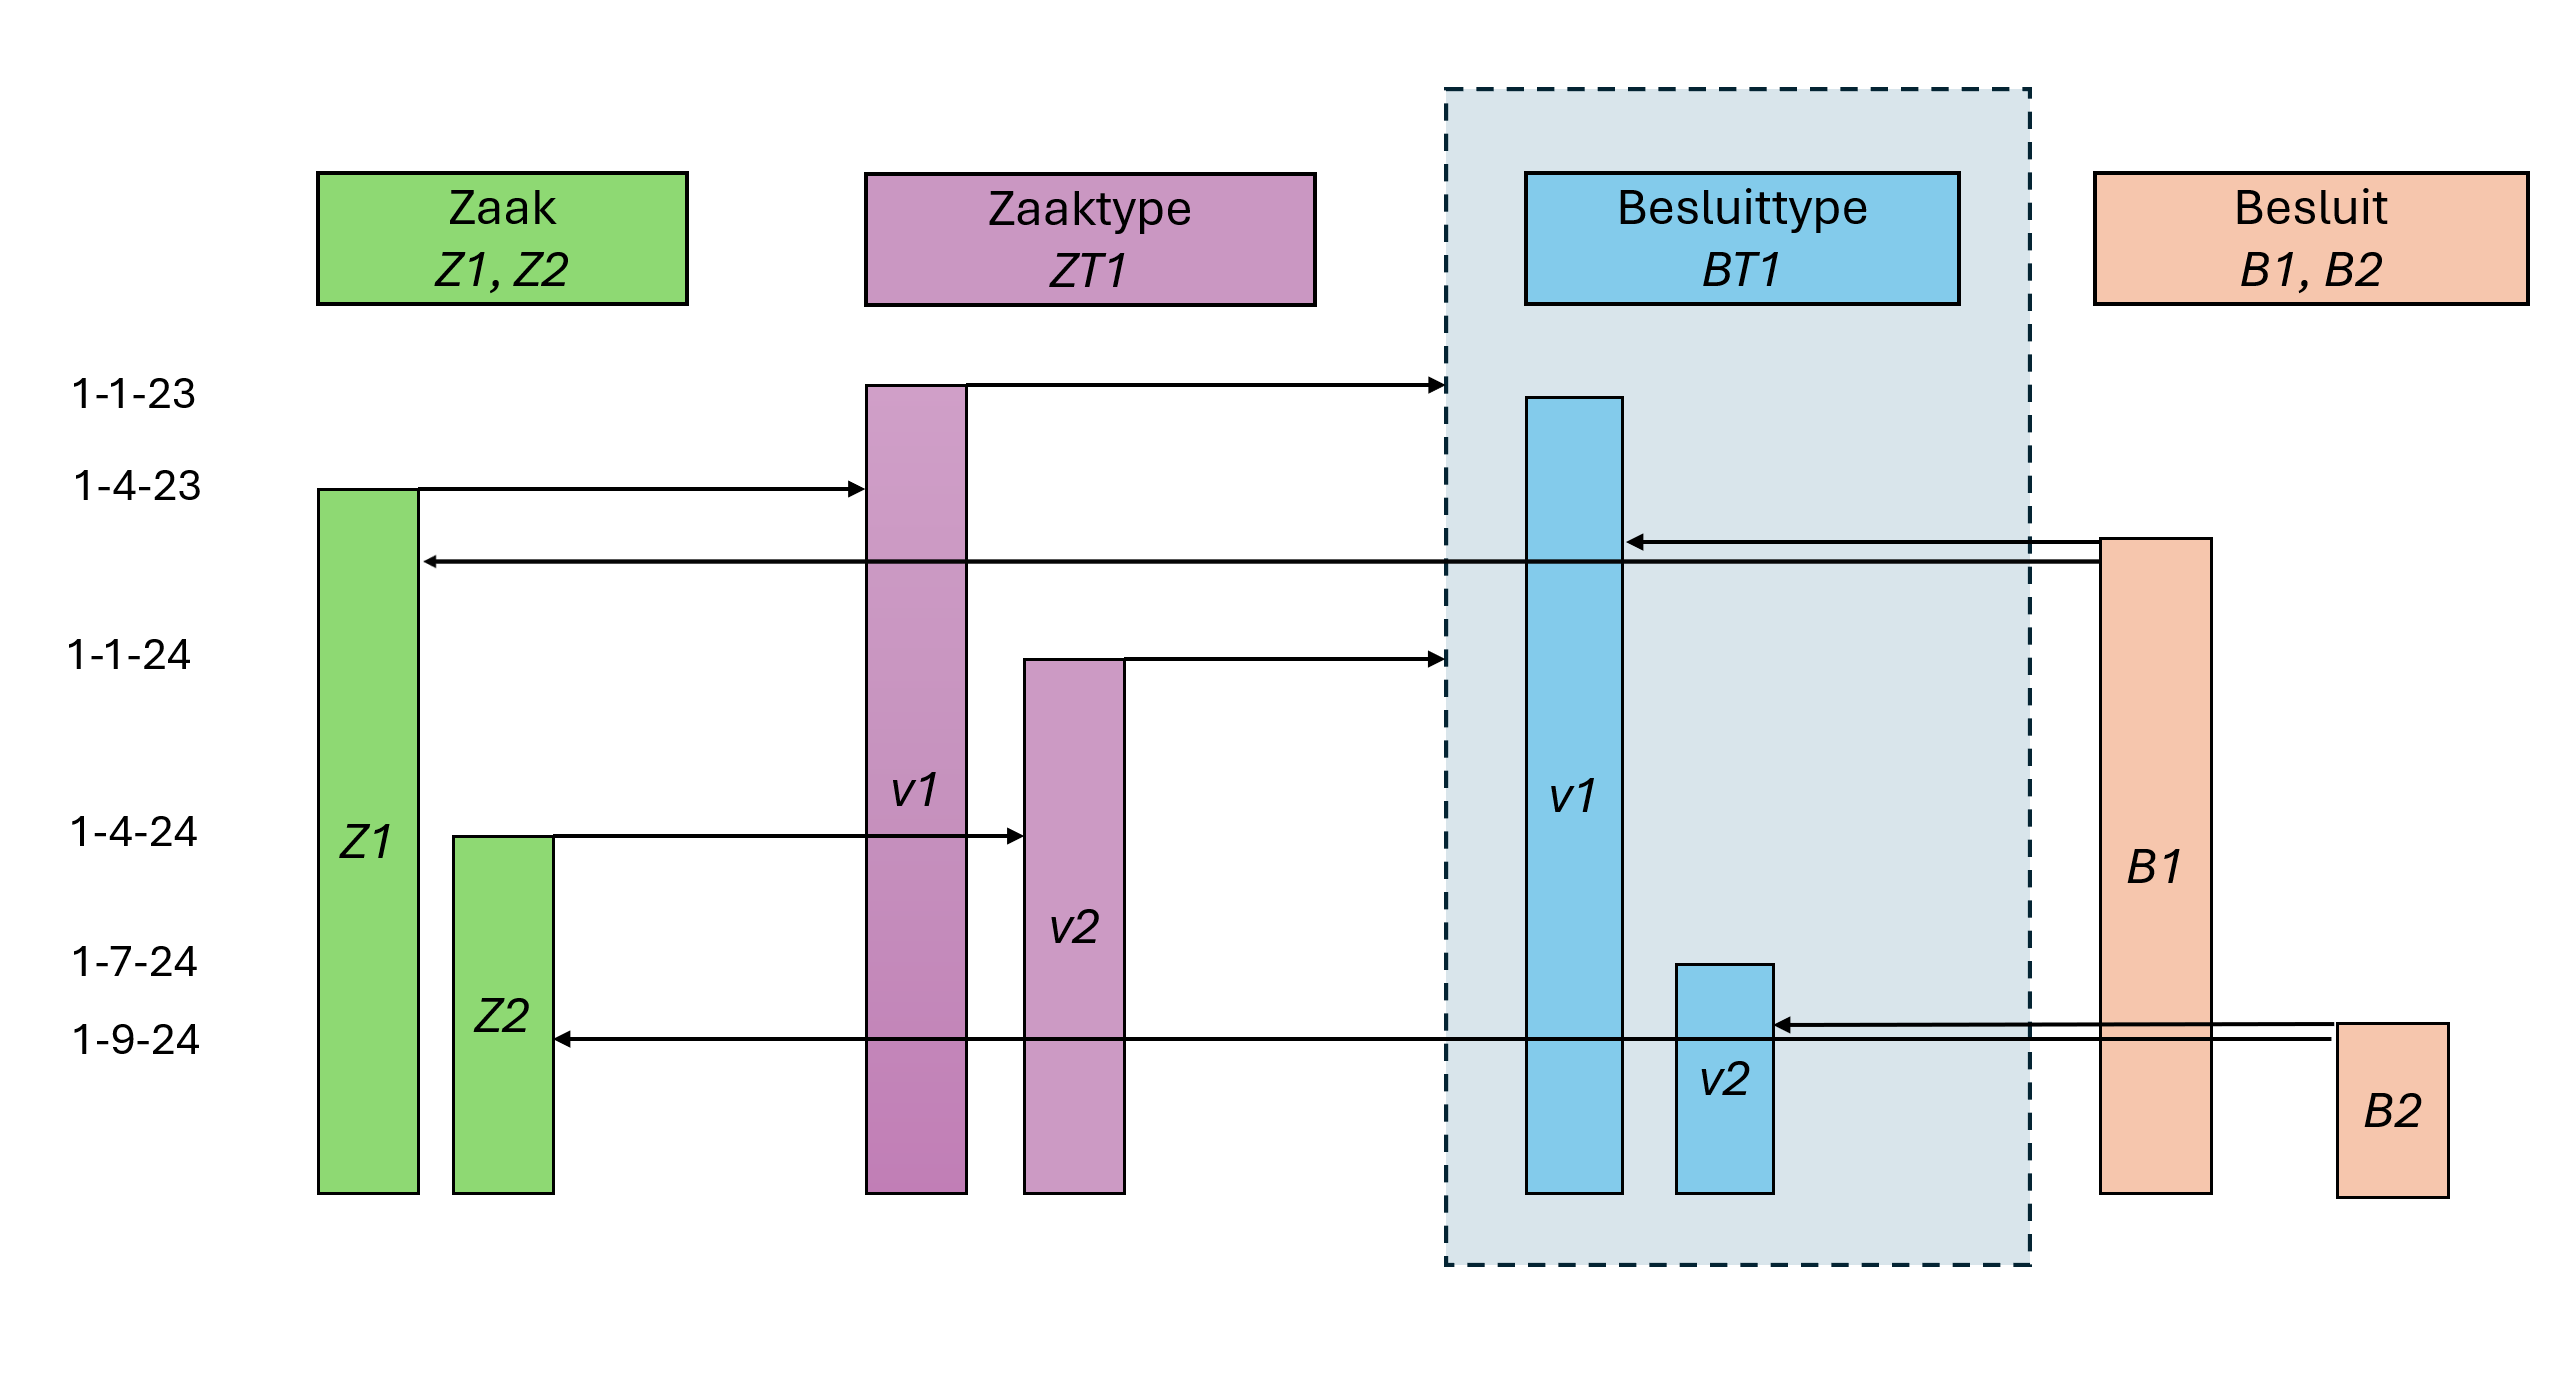 Zaak
Z1, Z2
Zaaktype
ZT1
Besluittype
BT1
Besluit
B1, B2
1-1-23
1-4-23
1-1-24
1-4-24
1-7-24
1-9-24
Z1
Z2
v1
v2
v1
v2
B1
B2